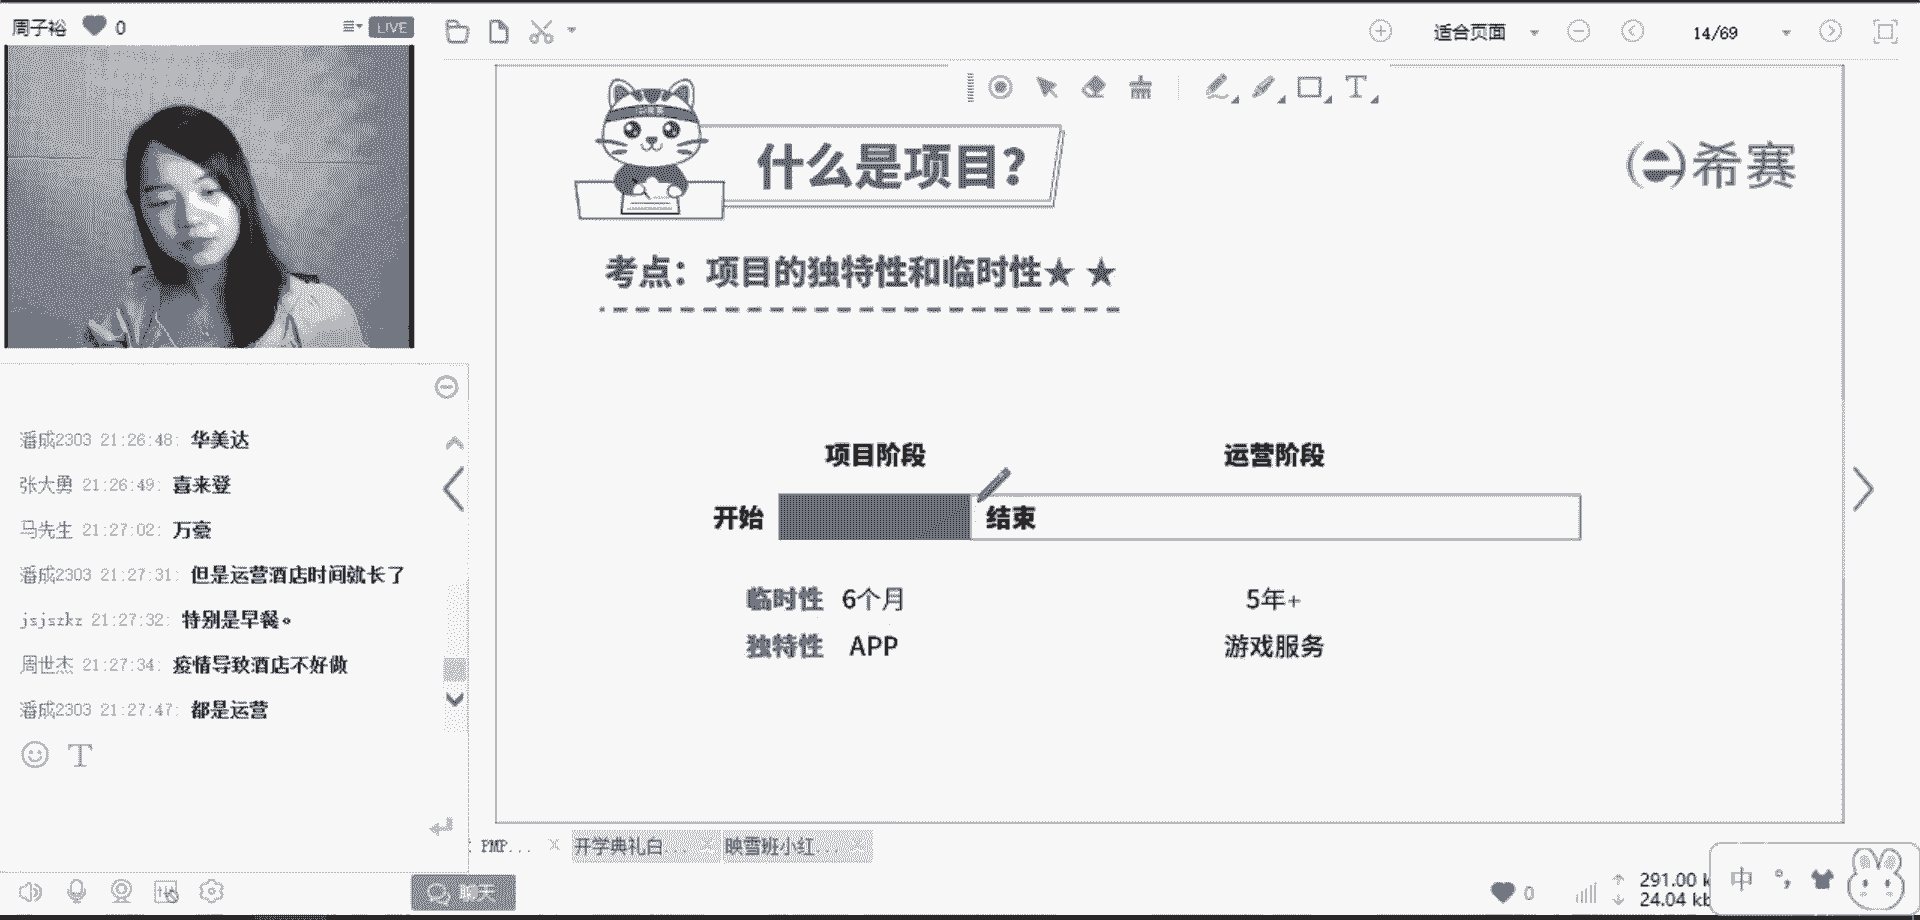 周子裕 0
LIVE
适合页面
14/69
什么是项目？
希赛
考点：项目的独特性和临时性★ ★
项目阶段 运营阶段
开始 结束
临时性 6个月 5年+
独特性 APP 游戏服务
潘成2303 21:26:48: 华美达
张大勇 21:26:49: 喜来登
马先生 21:27:02: 万豪
潘成2303 21:27:31: 但是运营酒店时间就长了
jsjszkz 21:27:32: 特别是早餐。
周世杰 21:27:34: 疫情导致酒店不好做
潘成2303 21:27:47: 都是运营
T
PMP... 开学典礼白... 映雪班小红...
聊天
0
291.00 k
24.04 kb
中